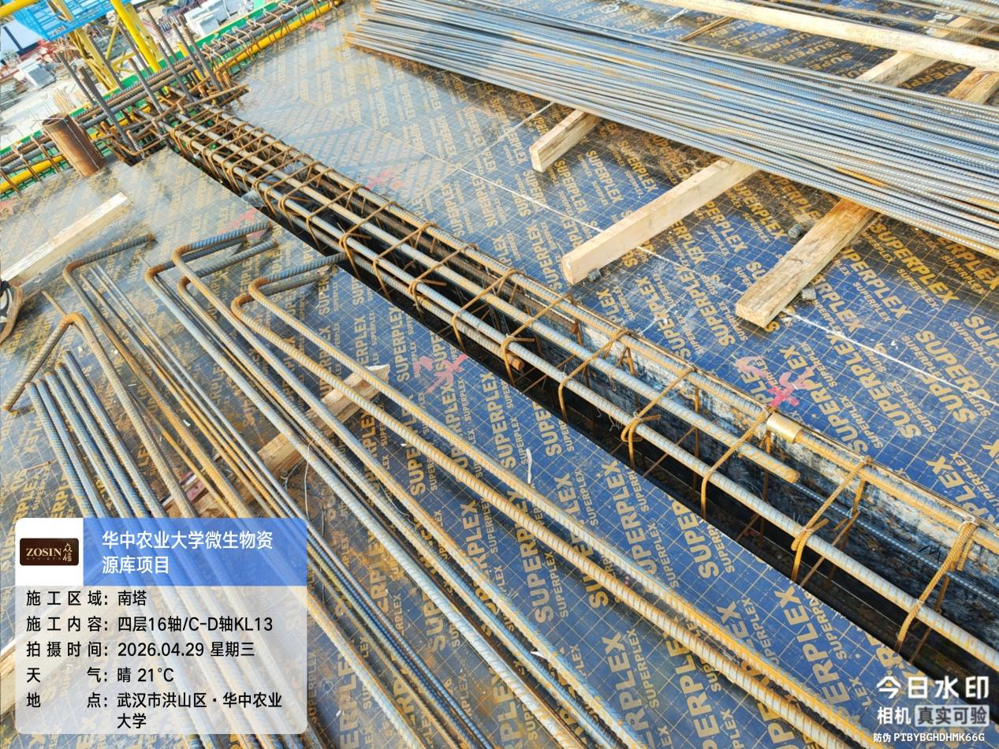 SUPERPLEX
ZOSIN 众信
华中农业大学微生物资
源库项目
施工区域：南塔
施工内容：四层16轴/C-D轴KL13
拍摄时间：2026.04.29 星期三
天气：晴 21℃
地点：武汉市洪山区·华中农业
大学
今日水印
相机 真实可验
防伪 PTBYBGHDHMK66G